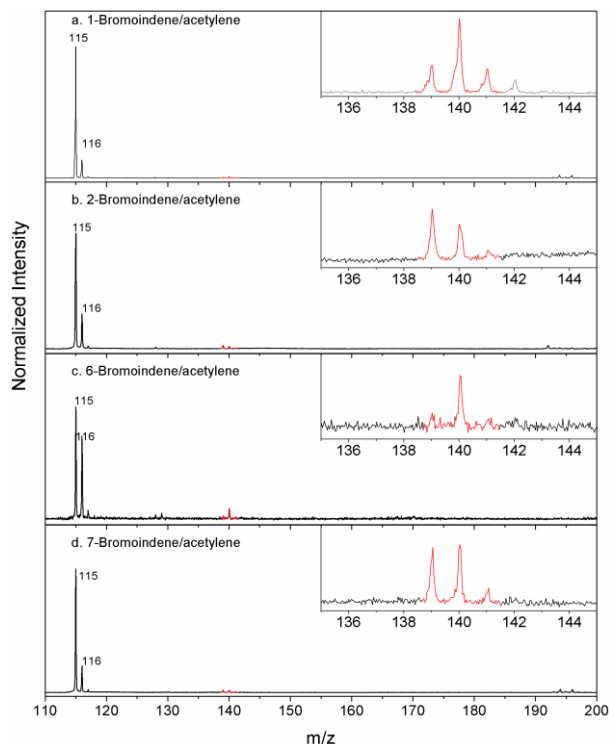 a. 1-Bromoindene/acetylene
115
116
136 138 140 142 144
b. 2-Bromoindene/acetylene
115
116
136 138 140 142 144
c. 6-Bromoindene/acetylene
115
116
136 138 140 142 144
d. 7-Bromoindene/acetylene
115
116
136 138 140 142 144
Normalized Intensity
110 120 130 140 150 160 170 180 190 200
m/z